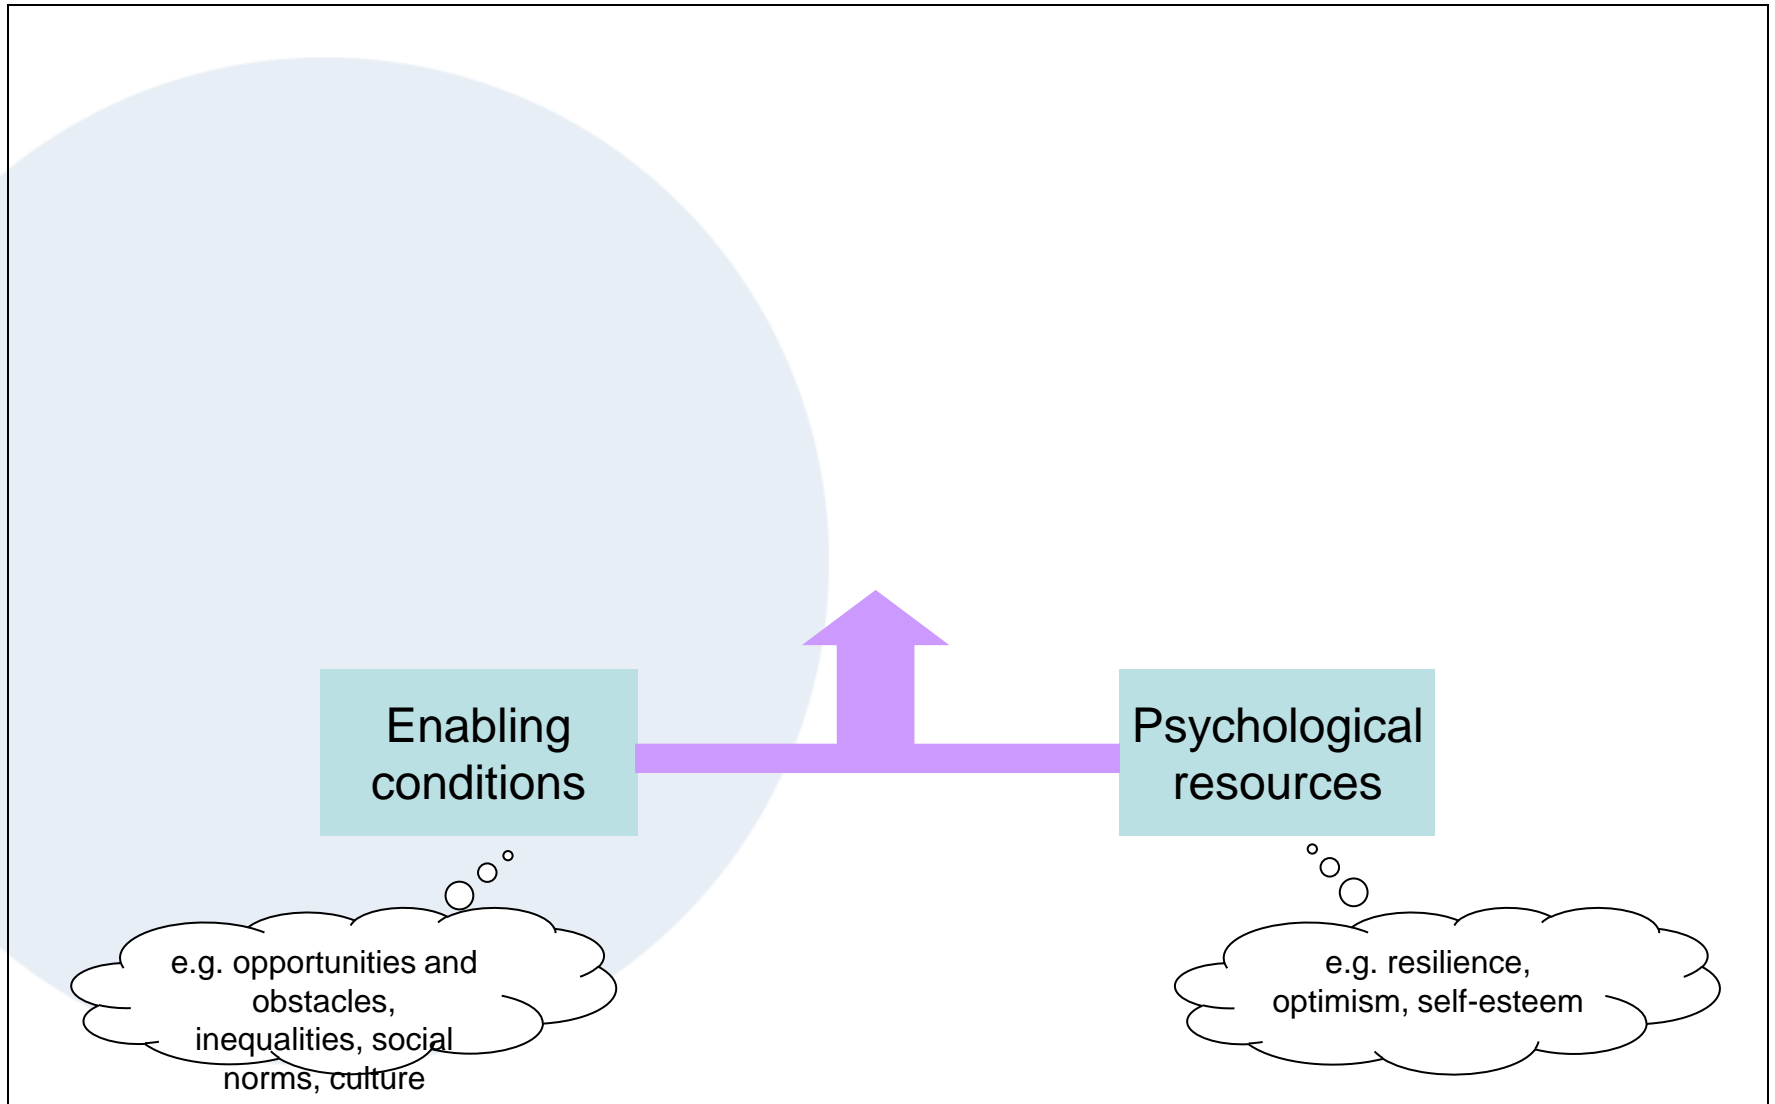 Enabling
conditions
Psychological
resources
e.g. opportunities and
obstacles,
inequalities, social
norms, culture
e.g. resilience,
optimism, self-esteem